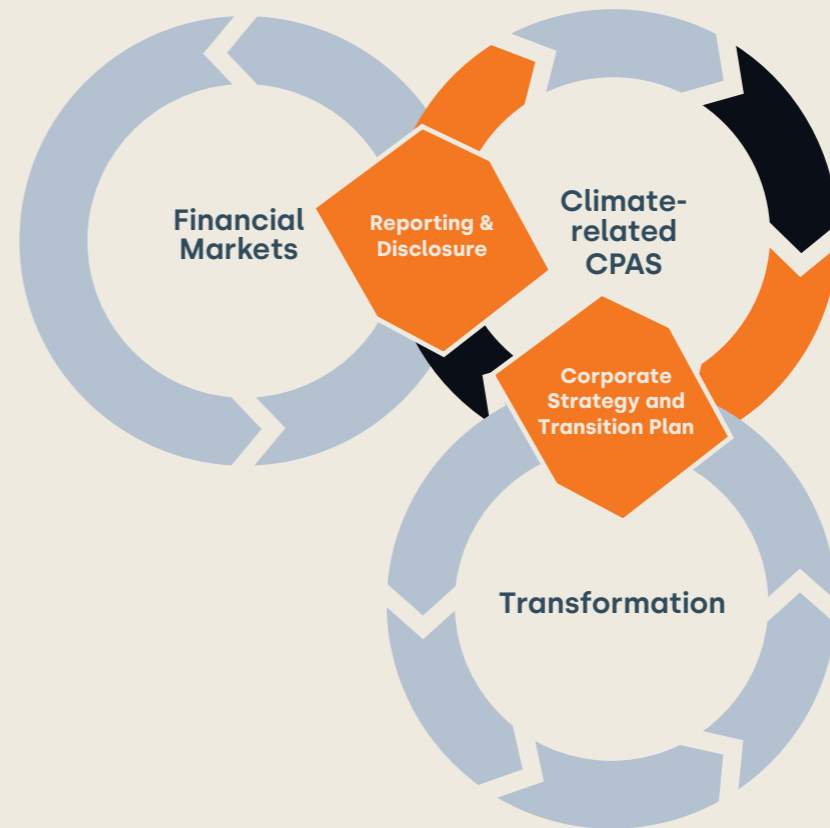 Financial
Markets
Reporting &
Disclosure
Climate-
related
CPAS
Corporate
Strategy and
Transition Plan
Transformation